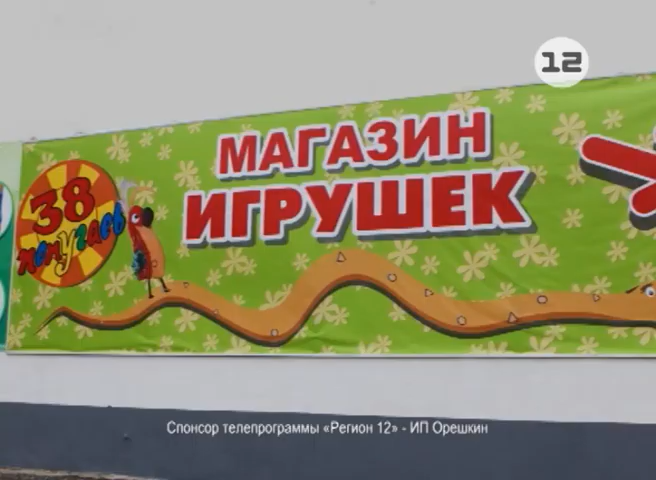 12
МАГАЗИН
ИГРУШЕК
38
попугаев
Спонсор телепрограммы «Регион 12» - ИП Орешкин